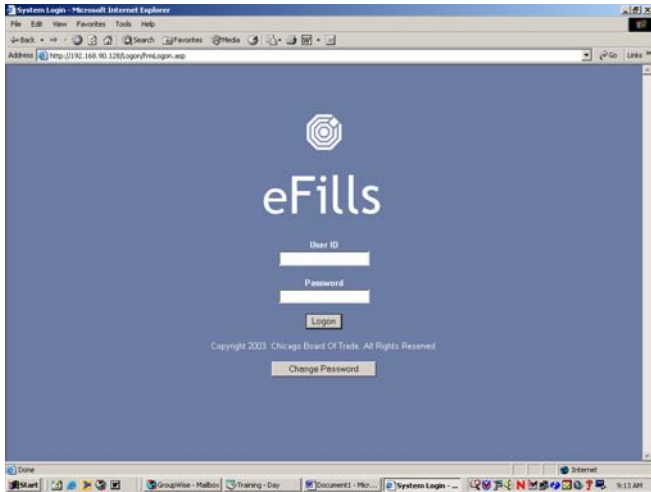 System Login - Microsoft Internet Explorer
File Edit View Favorites Tools Help
Back Search Favorites Media
Address http://192.168.90.128/Logon/frmLogon.asp Go Links
eFills
User ID
Password
Logon
Copyright 2003. Chicago Board Of Trade. All Rights Reserved
Change Password
Done Internet
Start GroupWise - Mailbox Training - Day Document1 - Micr... System Login - ... 9:13 AM